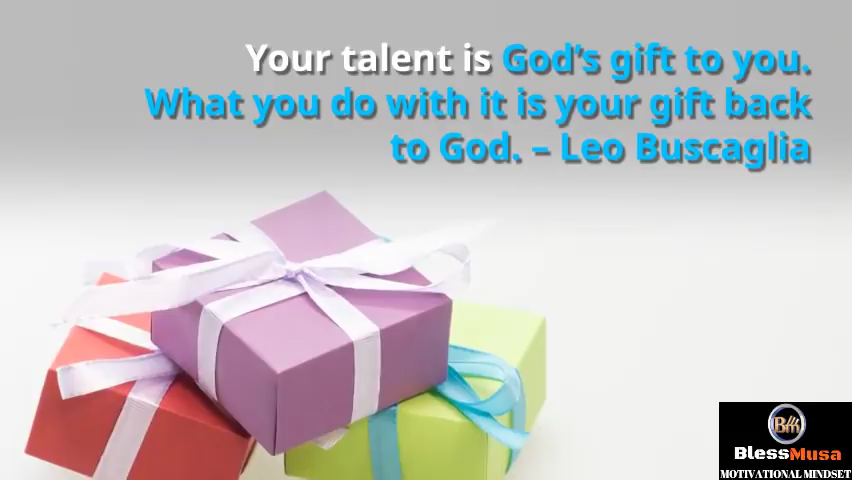 Your talent is God's gift to you.
What you do with it is your gift back
to God. – Leo Buscaglia
Bm
BlessMusa
MOTIVATIONAL MINDSET